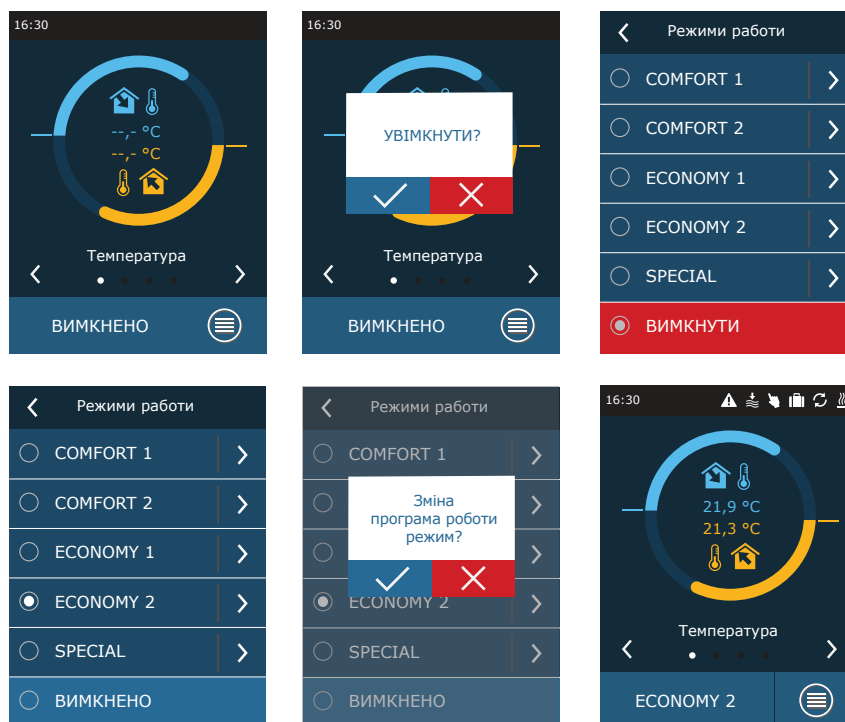 16:30
--,- °C
--,- °C
Температура
ВИМКНЕНО
16:30
УВІМКНУТИ?
Температура
ВИМКНЕНО
Режими работи
COMFORT 1
COMFORT 2
ECONOMY 1
ECONOMY 2
SPECIAL
ВИМКНУТИ
Режими работи
COMFORT 1
COMFORT 2
ECONOMY 1
ECONOMY 2
SPECIAL
ВИМКНЕНО
Режими работи
COMFORT 1
Зміна
програма роботи
режим?
ECONOMY 2
SPECIAL
ВИМКНЕНО
16:30
21,9 °C
21,3 °C
Температура
ECONOMY 2